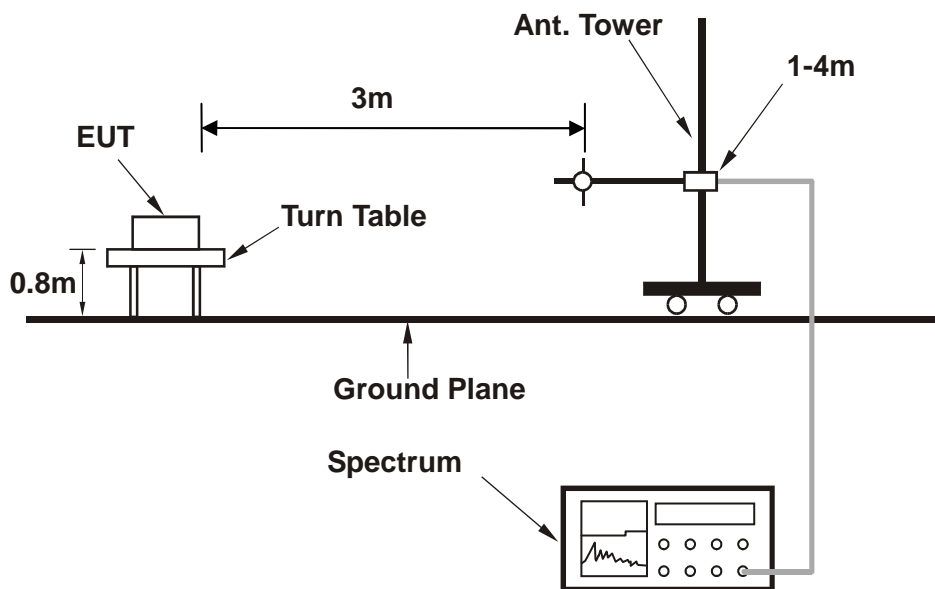 Ant. Tower
1-4m
3m
EUT
Turn Table
0.8m
Ground Plane
Spectrum